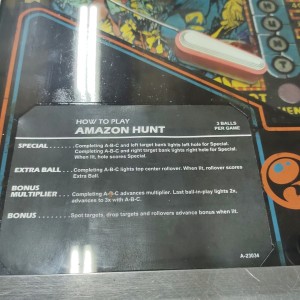 HOW TO PLAY
AMAZON HUNT
3 BALLS
PER GAME
SPECIAL ...... Completing A-B-C and left target bank lights left hole for Special.
Completing A-B-C and right target bank lights right hole for Special.
When lit, hole scores Special.
EXTRA BALL .... Completing A-B-C lights top center rollover. When lit, rollover scores
Extra Ball.
BONUS
MULTIPLIER .... Completing A-B-C advances multiplier. Last ball-in-play lights 2x,
advances to 3x with A-B-C.
BONUS ........ Spot targets, drop targets and rollovers advance bonus when lit.
A-23034